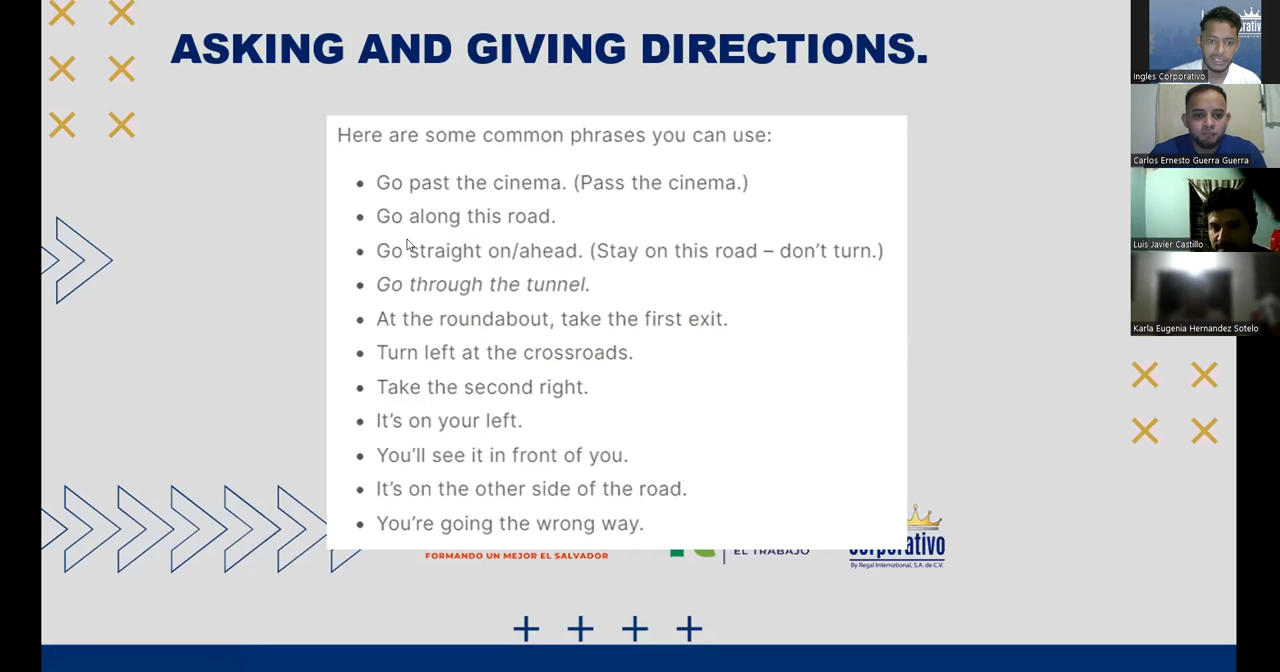 ASKING AND GIVING DIRECTIONS.
Here are some common phrases you can use:
Go past the cinema. (Pass the cinema.)
Go along this road.
Go straight on/ahead. (Stay on this road – don't turn.)
Go through the tunnel.
At the roundabout, take the first exit.
Turn left at the crossroads.
Take the second right.
It's on your left.
You'll see it in front of you.
It's on the other side of the road.
You're going the wrong way.
FORMANDO UN MEJOR EL SALVADOR
EL TRABAJO
corporativo
By Regal International, S.A. de C.V.
Ingles Corporativo
Carlos Ernesto Guerra Guerra
Luis Javier Castillo
Karla Eugenia Hernandez Sotelo